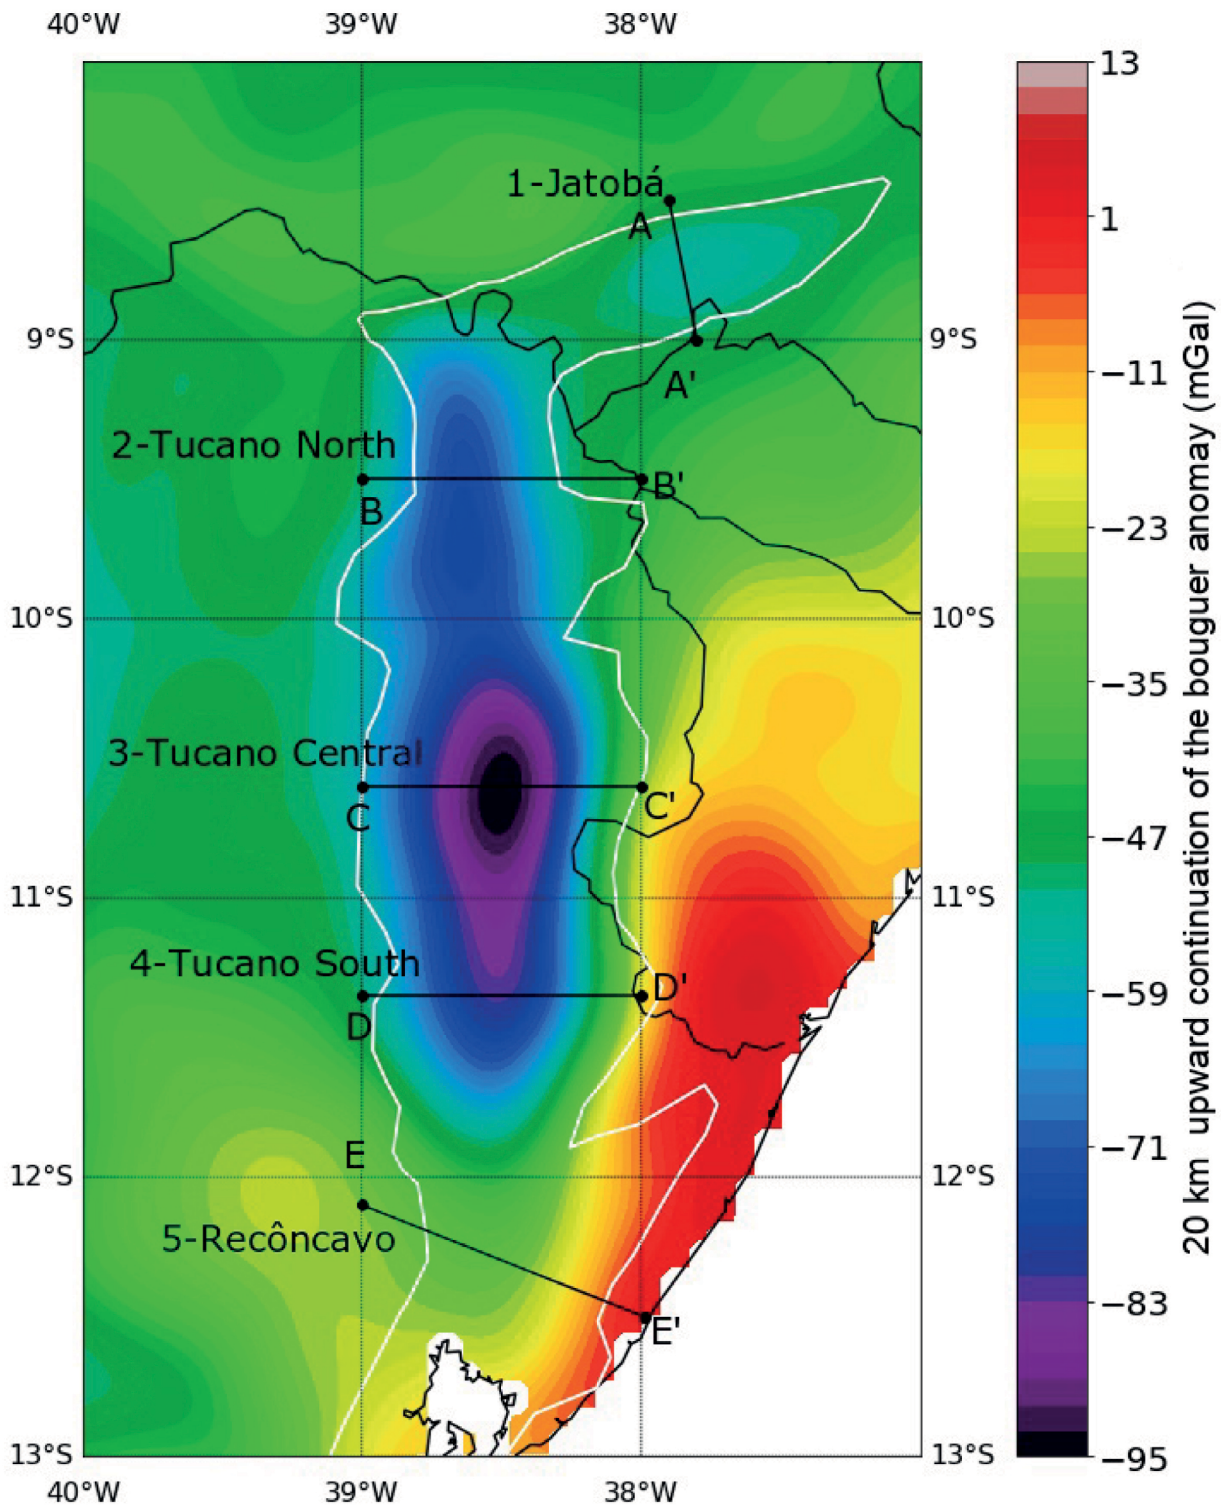 40°W 39°W 38°W
13
1-Jatobá
A
1
9°S 9°S
A'
−11
2-Tucano North
B B'
−23
10°S 10°S
−35
3-Tucano Central
C C'
−47
11°S 11°S
4-Tucano South
D D'
−59
E
−71
12°S 12°S
5-Recôncavo
−83
E'
13°S 13°S
−95
40°W 39°W 38°W
20 km upward continuation of the bouguer anomay (mGal)